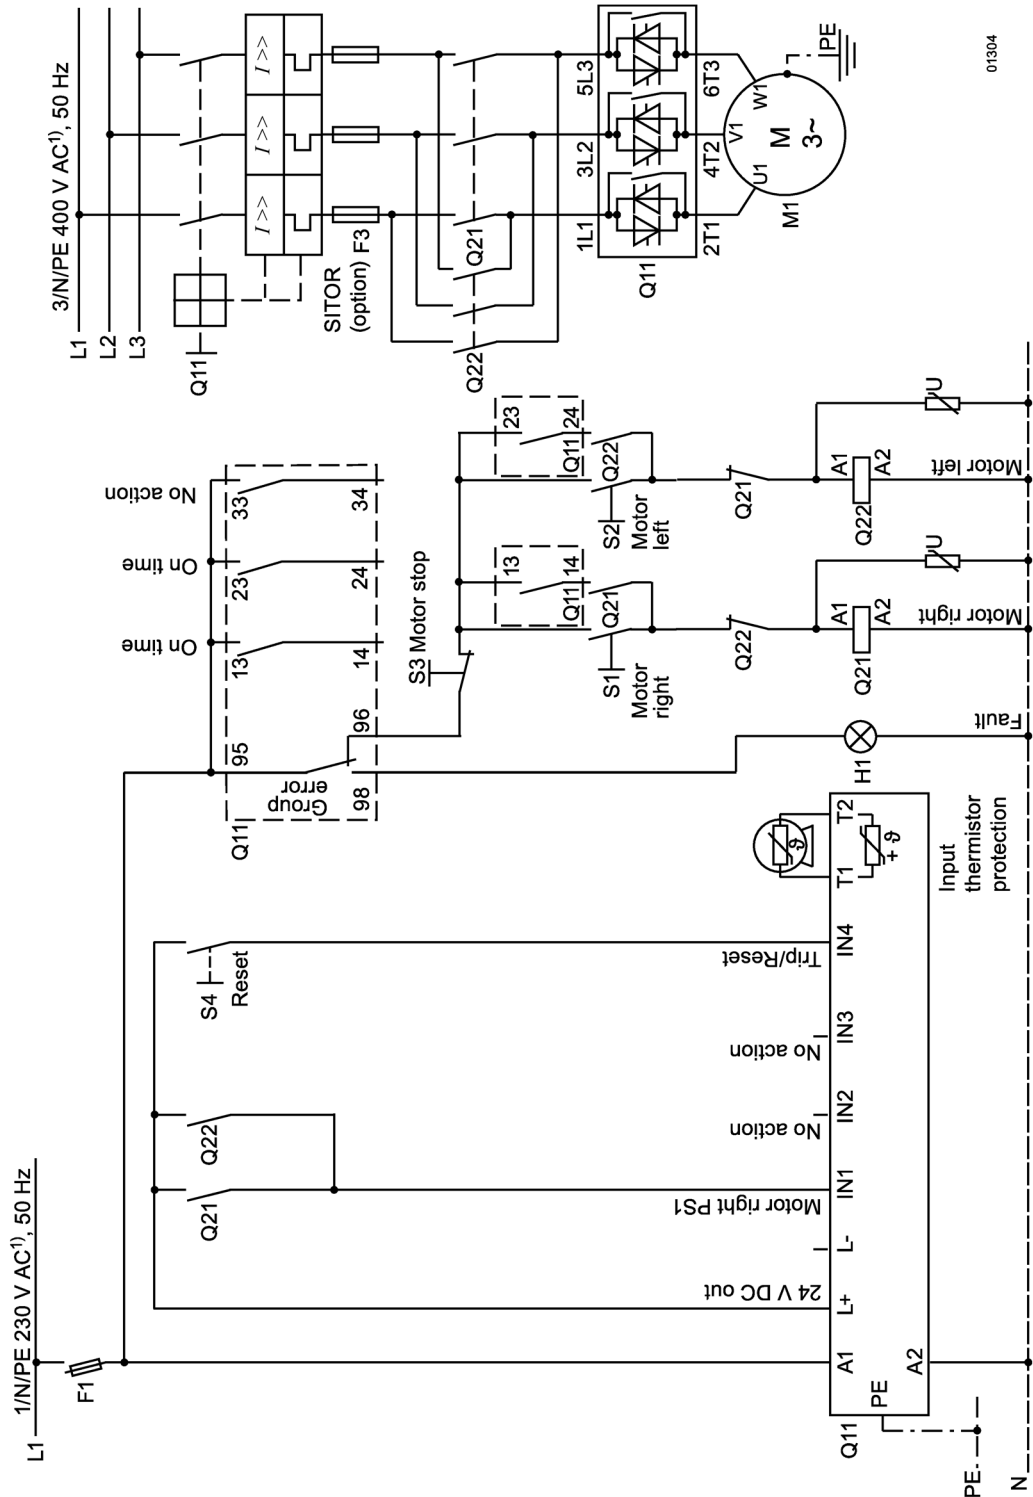 1/N/PE 230 V AC1), 50 Hz
L1
F1
3/N/PE 400 V AC1), 50 Hz
L1
L2
L3
Q11
I >>
I >>
I >>
SITOR
(option) F3
Q21
Q22
1L1
3L2
5L3
Q11
2T1
4T2
6T3
U1
V1
W1
M
3~
M1
PE
01304
Q21
Q22
S4
Reset
Q11
Group
error
95
98
96
13
14
On time
23
24
On time
33
34
No action
S3 Motor stop
13
14
Q11
Q21
S1
Motor
right
23
24
Q11
Q22
S2
Motor
left
Q22
Q21
H1
Fault
Q21
A1
A2
U
Motor right
Q22
A1
A2
U
Motor left
24 V DC out
Motor right PS1
No action
No action
Trip/Reset
A1
L+
L-
IN1
IN2
IN3
IN4
T1
T2
ϑ
+ ϑ
Q11
PE
A2
Input
thermistor
protection
PE
N